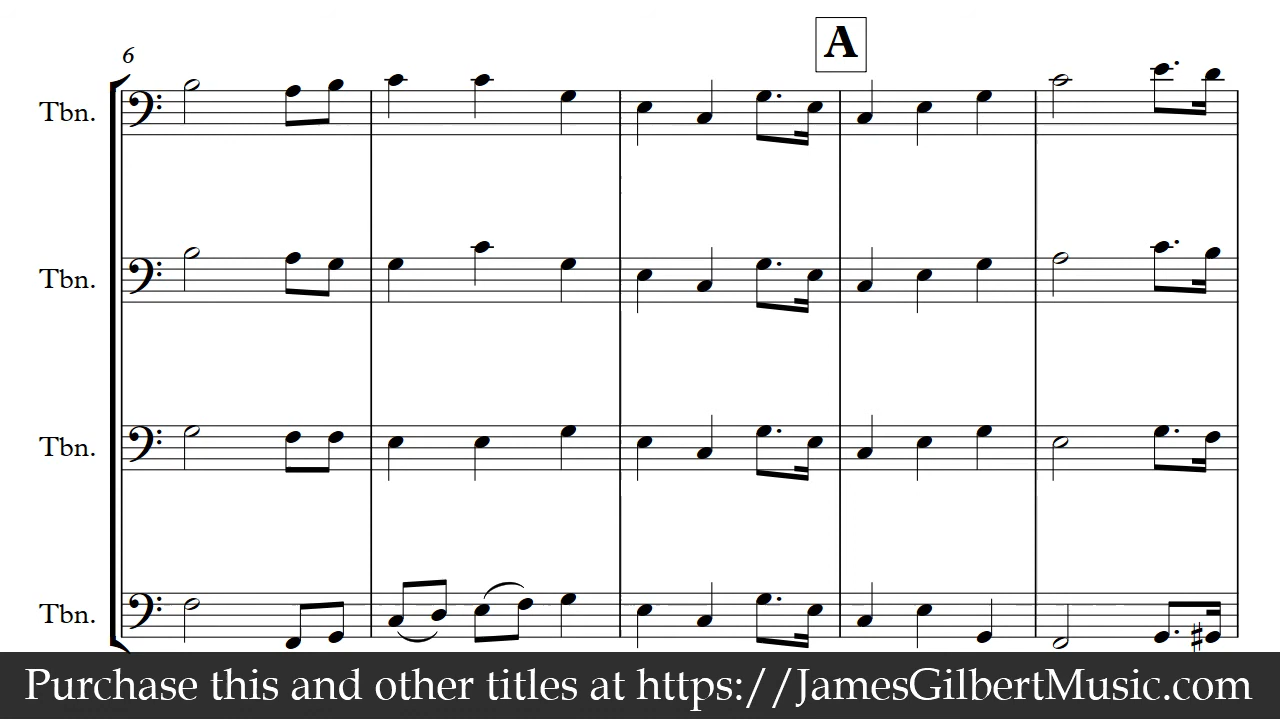 6
A
Tbn.
Tbn.
Tbn.
Tbn.
Purchase this and other titles at https://JamesGilbertMusic.com